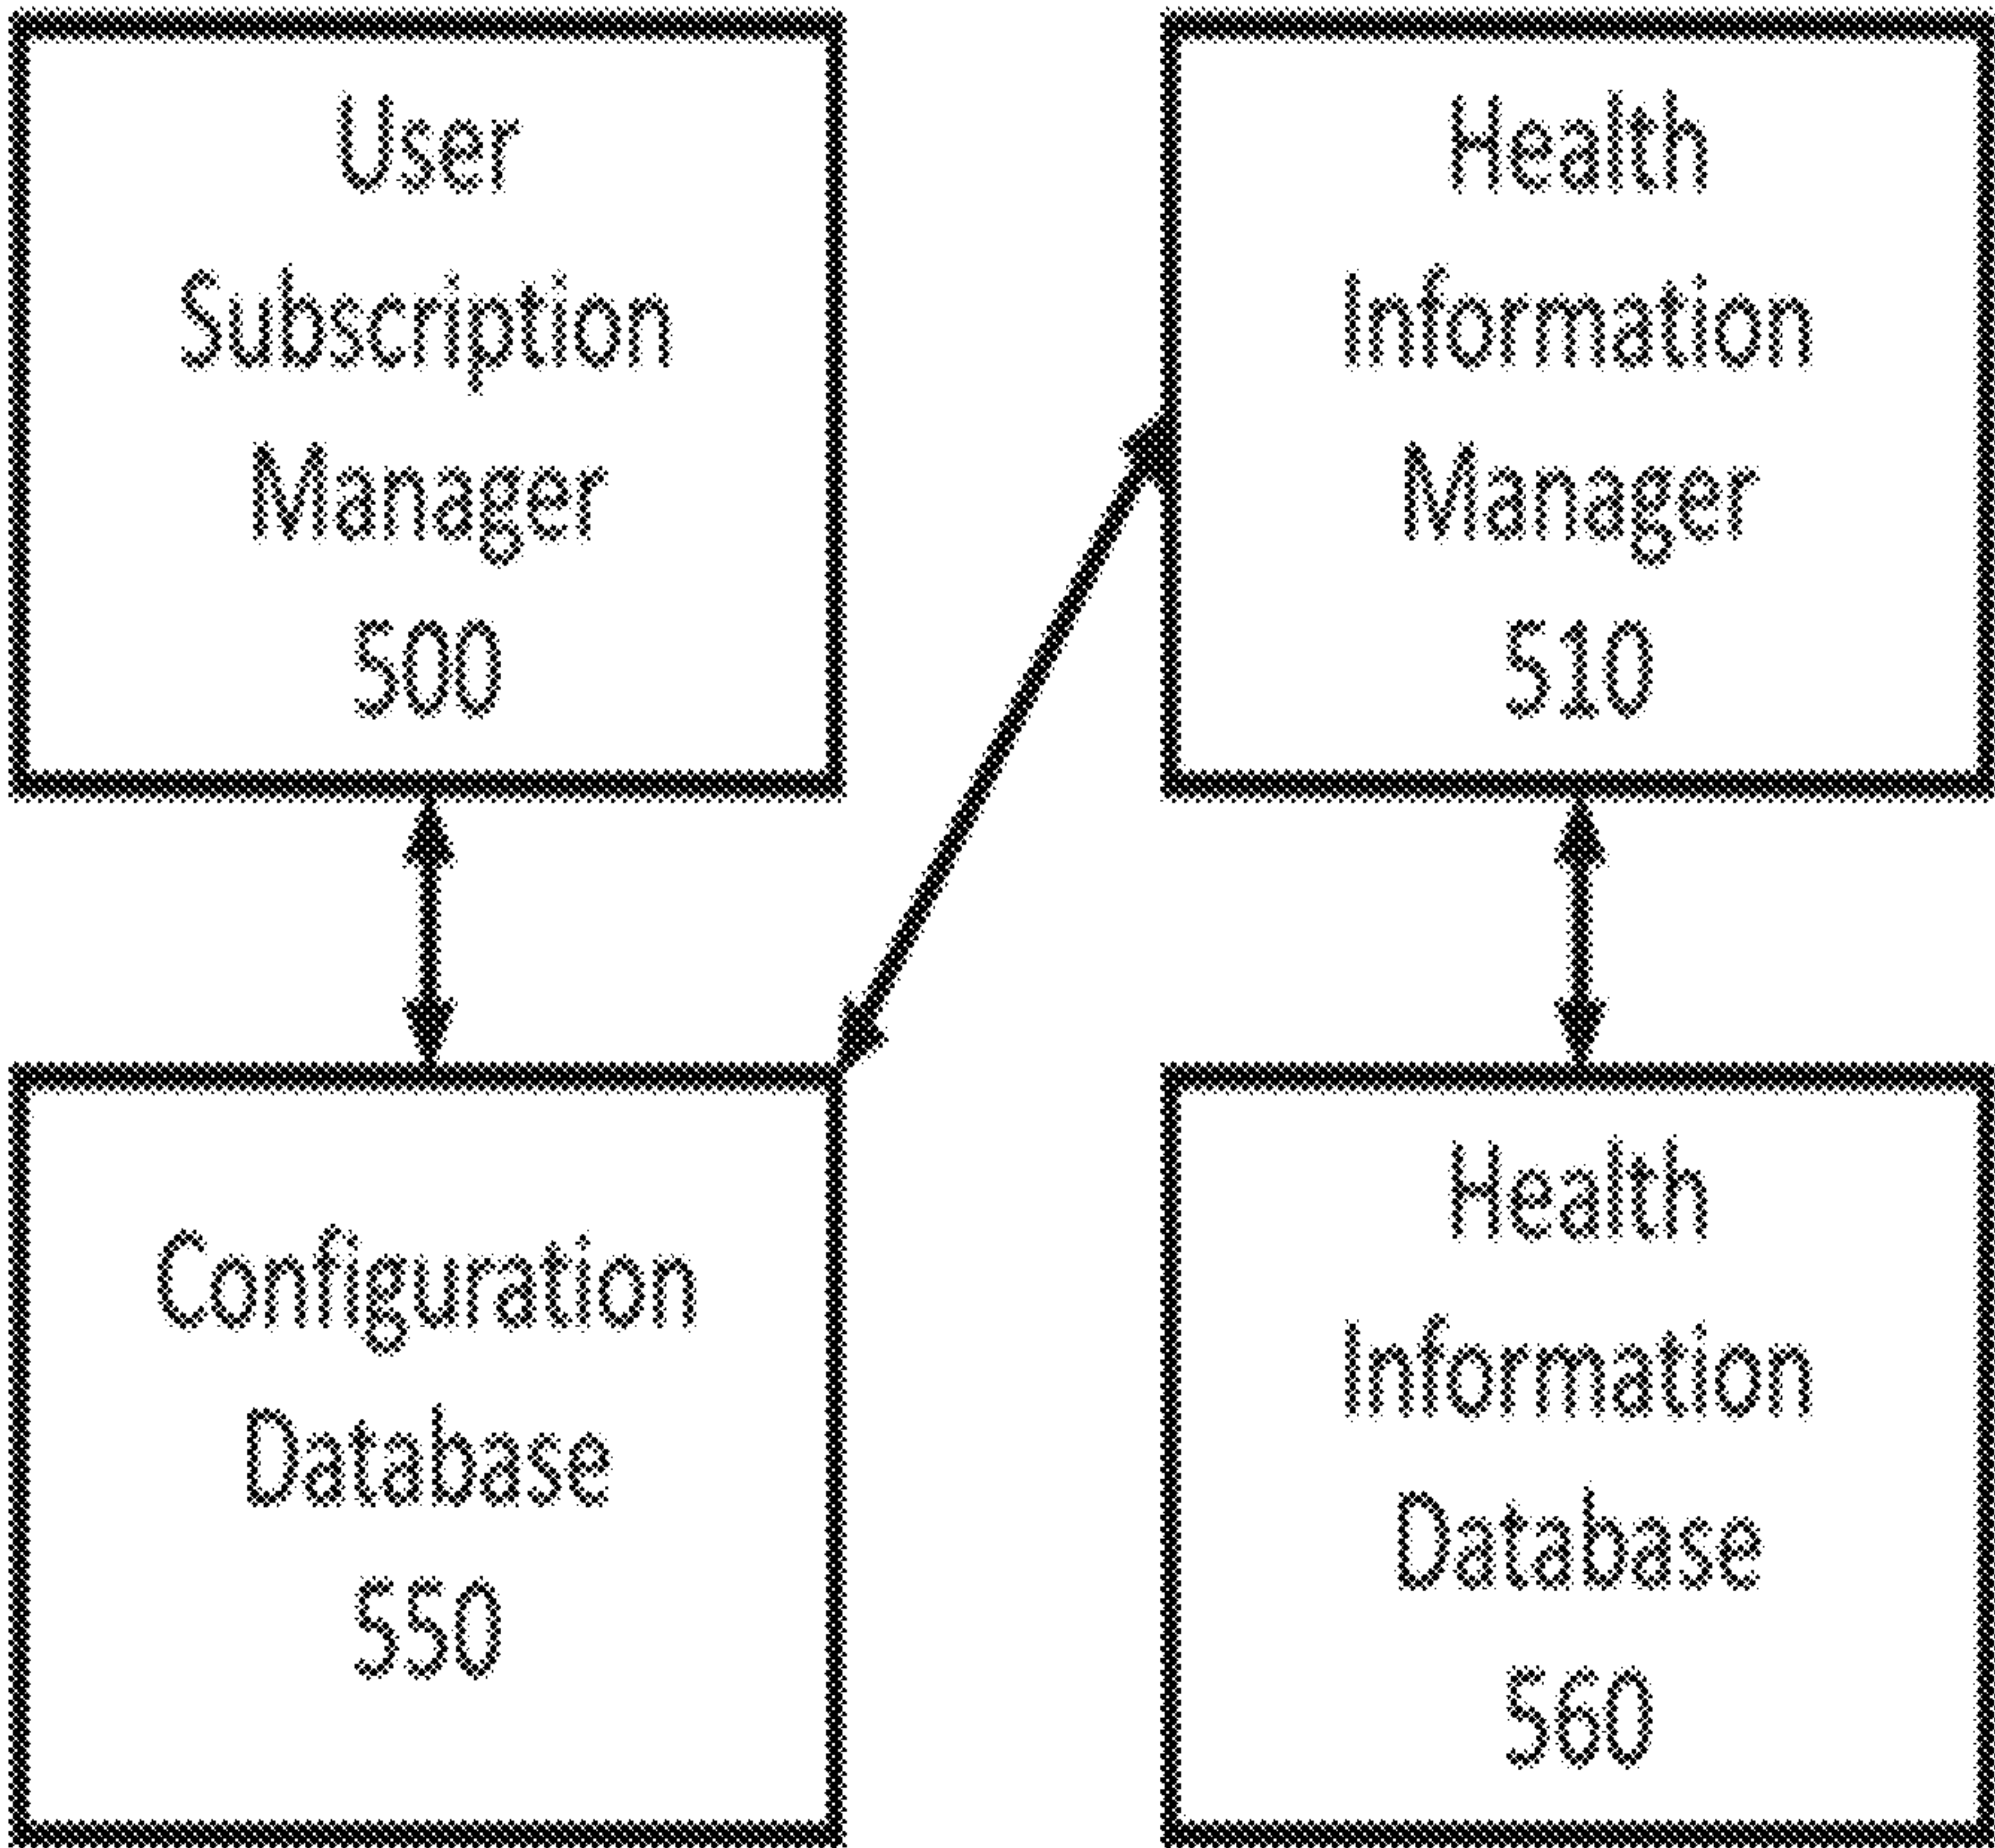 User
Subscription
Manager
500
Health
Information
Manager
510
Configuration
Database
550
Health
Information
Database
560